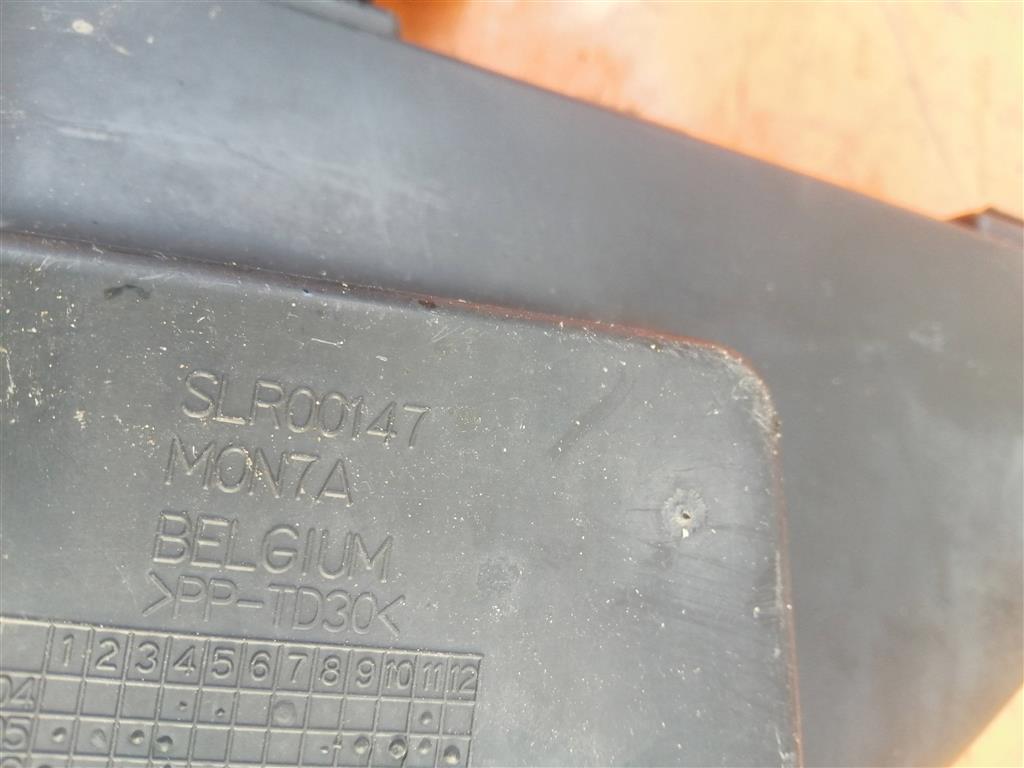 SLR00147
MON7A
BELGIUM
>PP-TD30<
1 2 3 4 5 6 7 8 9 10 11 12
04
05